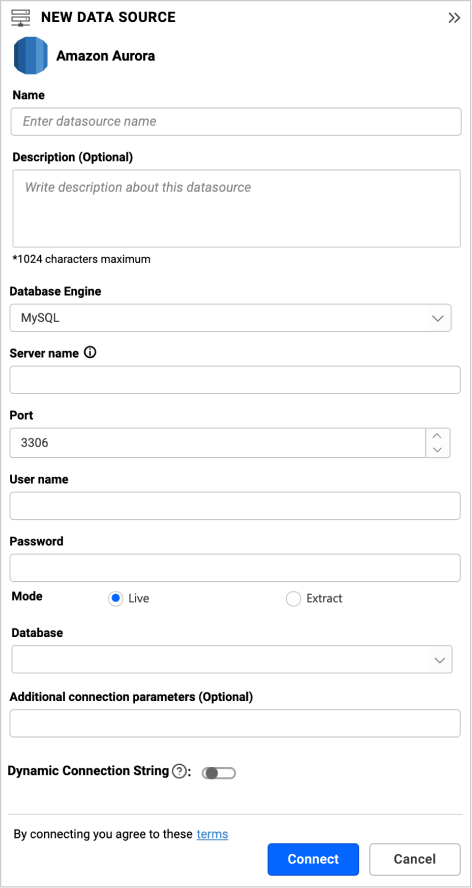 NEW DATA SOURCE
Amazon Aurora
Name
Enter datasource name
Description (Optional)
Write description about this datasource
*1024 characters maximum
Database Engine
MySQL
Server name
Port
3306
User name
Password
Mode Live Extract
Database
Additional connection parameters (Optional)
Dynamic Connection String ? :
By connecting you agree to these terms
Connect Cancel